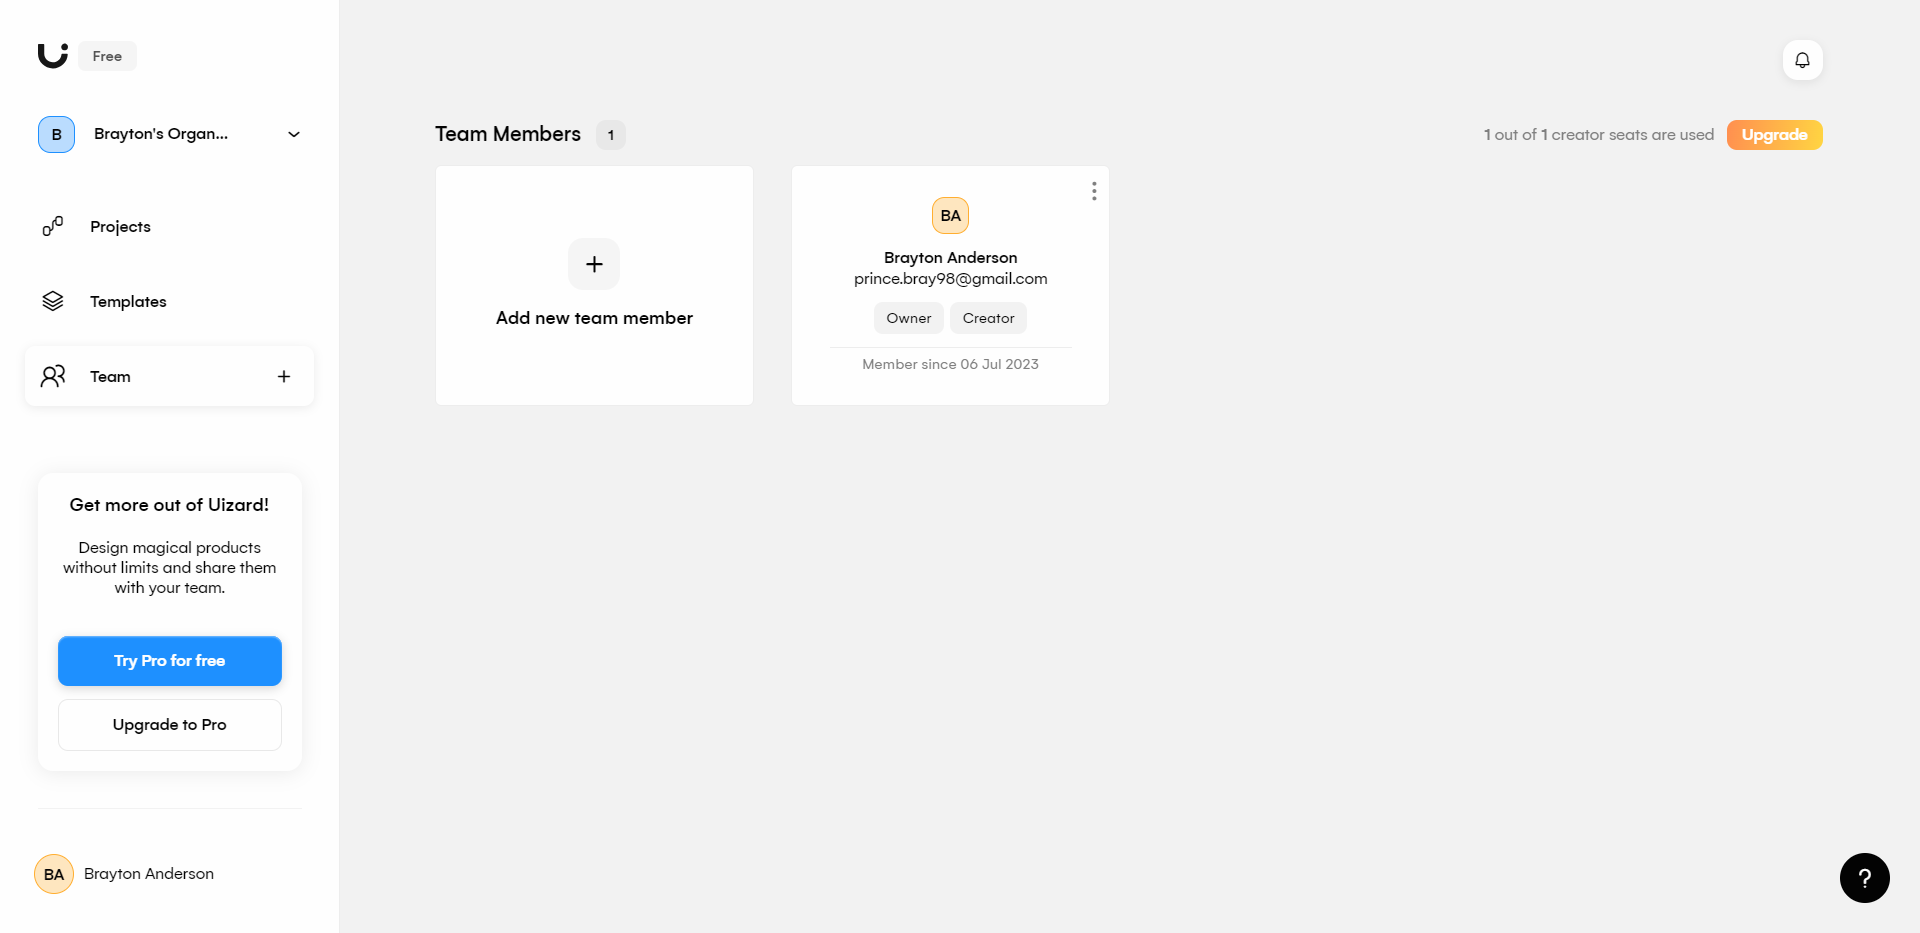 Free
B
Brayton's Organ...
Projects
Templates
Team
Get more out of Uizard!
Design magical products
without limits and share them
with your team.
Try Pro for free
Upgrade to Pro
BA
Brayton Anderson
Team Members 1
1 out of 1 creator seats are used
Upgrade
Add new team member
BA
Brayton Anderson
prince.bray98@gmail.com
Owner
Creator
Member since 06 Jul 2023
?